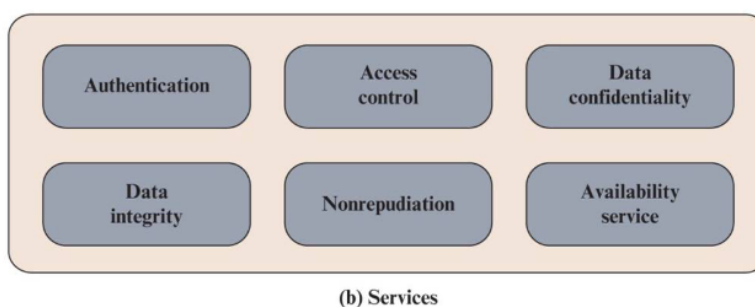 Authentication
Access
control
Data
confidentiality
Data
integrity
Nonrepudiation
Availability
service
(b) Services